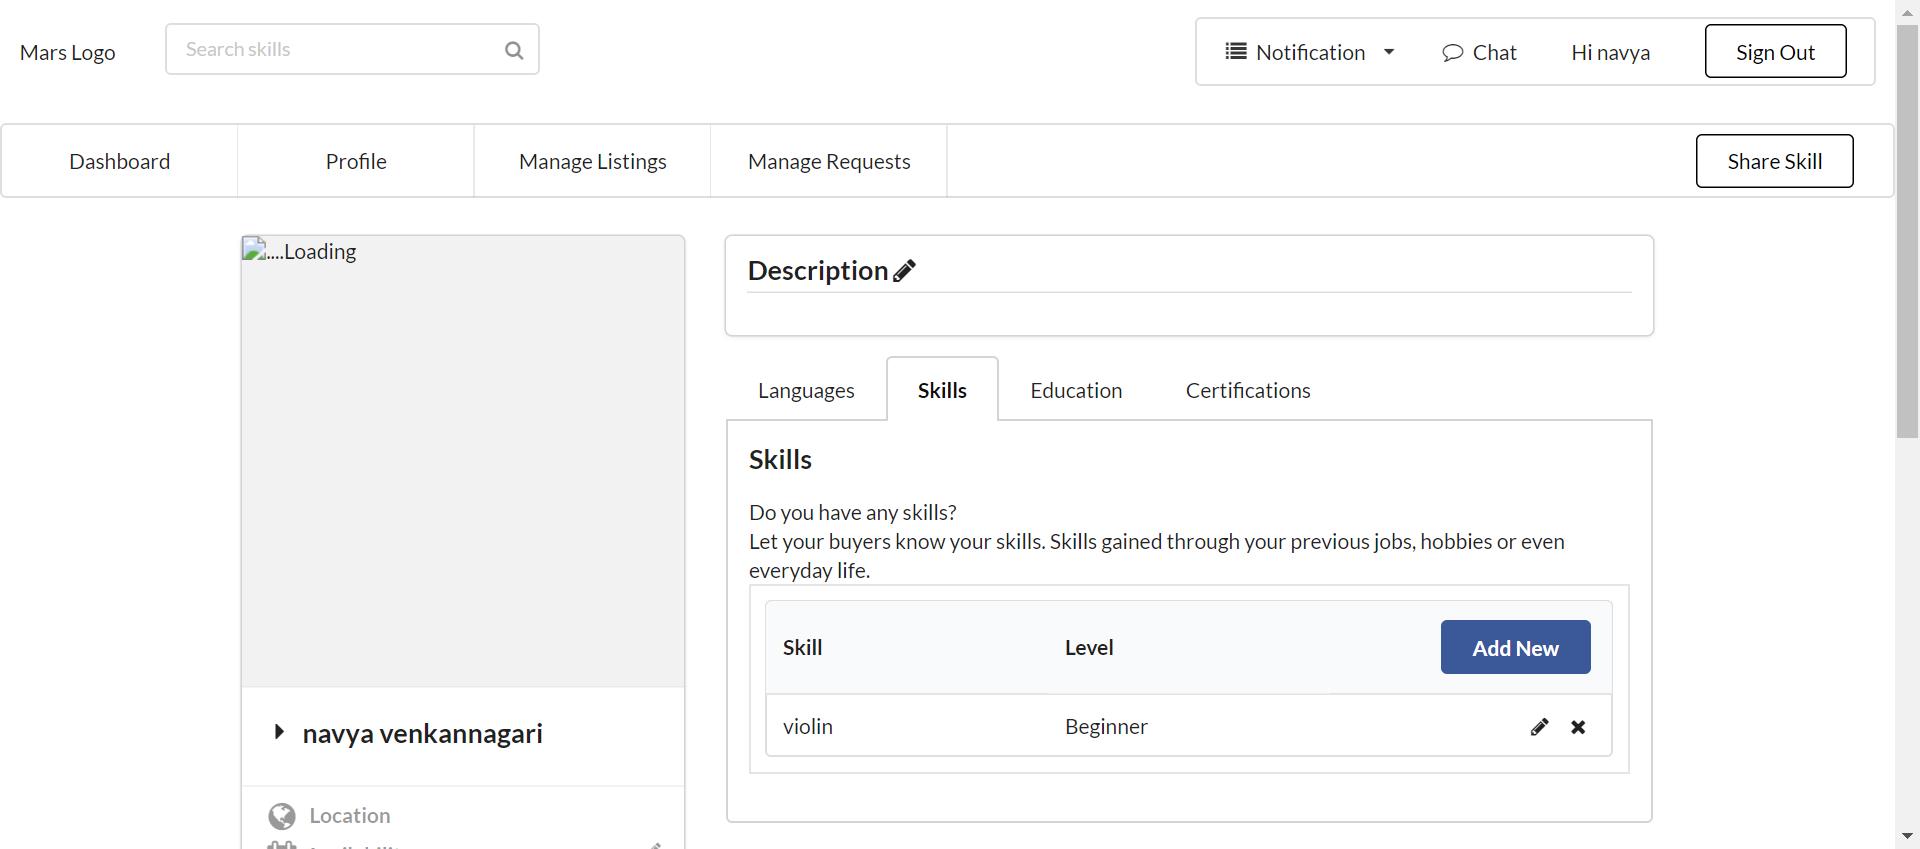 Mars Logo
Search skills
Notification
Chat
Hi navya
Sign Out
Dashboard
Profile
Manage Listings
Manage Requests
Share Skill
....Loading
navya venkannagari
Location
Description
Languages
Skills
Education
Certifications
Skills
Do you have any skills?
Let your buyers know your skills. Skills gained through your previous jobs, hobbies or even
everyday life.
Skill Level Add New
violin Beginner